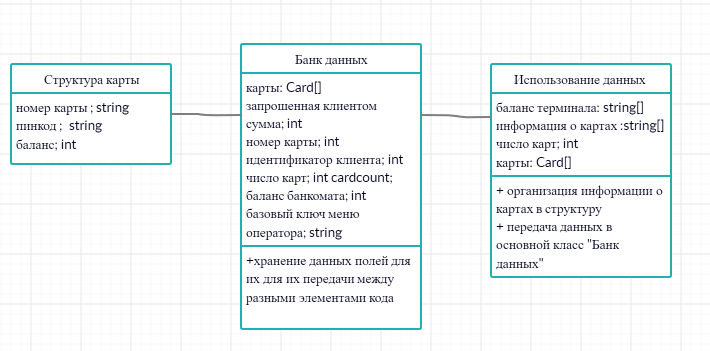 Структура карты
номер карты ; string
пинкод ; string
баланс; int
Банк данных
карты: Card[]
запрошенная клиентом
сумма; int
номер карты; int
идентификатор клиента; int
число карт; int cardcount;
баланс банкомата; int
базовый ключ меню
оператора; string
+хранение данных полей для
их для их передачи между
разными элементами кода
Использование данных
баланс терминала: string[]
информация о картах :string[]
число карт; int
карты: Card[]
+ организация информации о
картах в структуру
+ передача данных в
основной класс "Банк
данных"